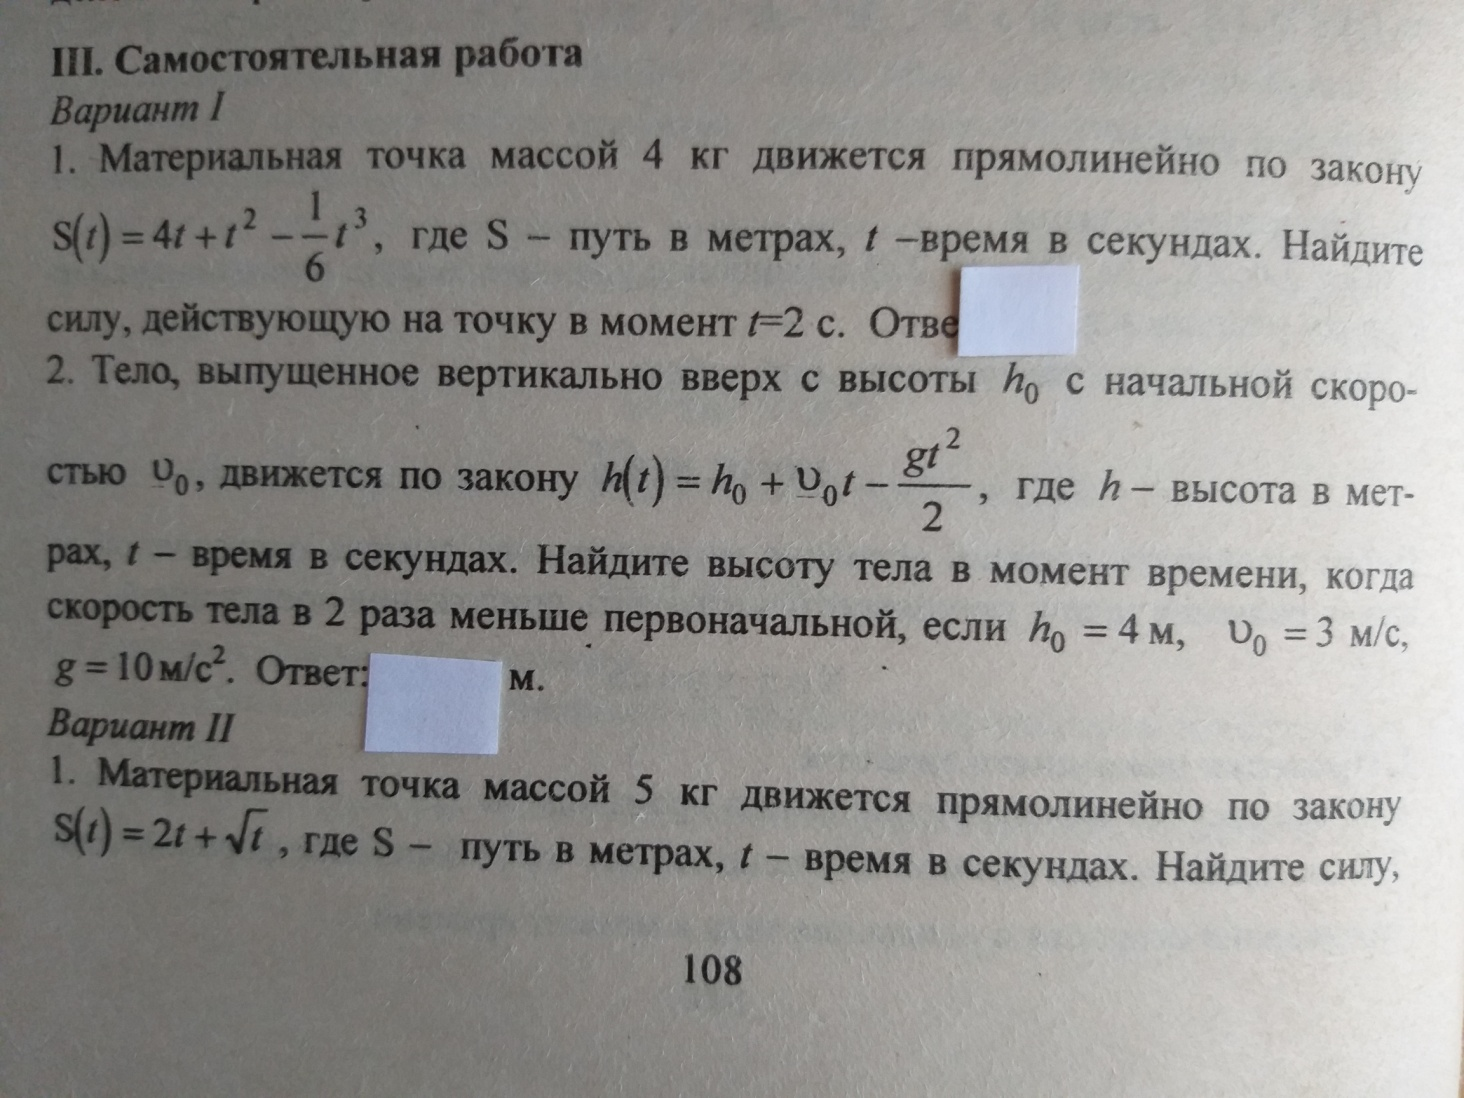 III. Самостоятельная работа
Вариант I
1. Материальная точка массой 4 кг движется прямолинейно по закону
S(t) = 4t + t² − 1/6 t³, где S – путь в метрах, t –время в секундах. Найдите
силу, действующую на точку в момент t=2 с. Отве
2. Тело, выпущенное вертикально вверх с высоты h₀ с начальной скоро-
стью υ₀, движется по закону h(t) = h₀ + υ₀t − gt²/2, где h – высота в мет-
рах, t – время в секундах. Найдите высоту тела в момент времени, когда
скорость тела в 2 раза меньше первоначальной, если h₀ = 4 м, υ₀ = 3 м/с,
g = 10 м/с². Ответ: м.
Вариант II
1. Материальная точка массой 5 кг движется прямолинейно по закону
S(t) = 2t + √t , где S – путь в метрах, t – время в секундах. Найдите силу,
108